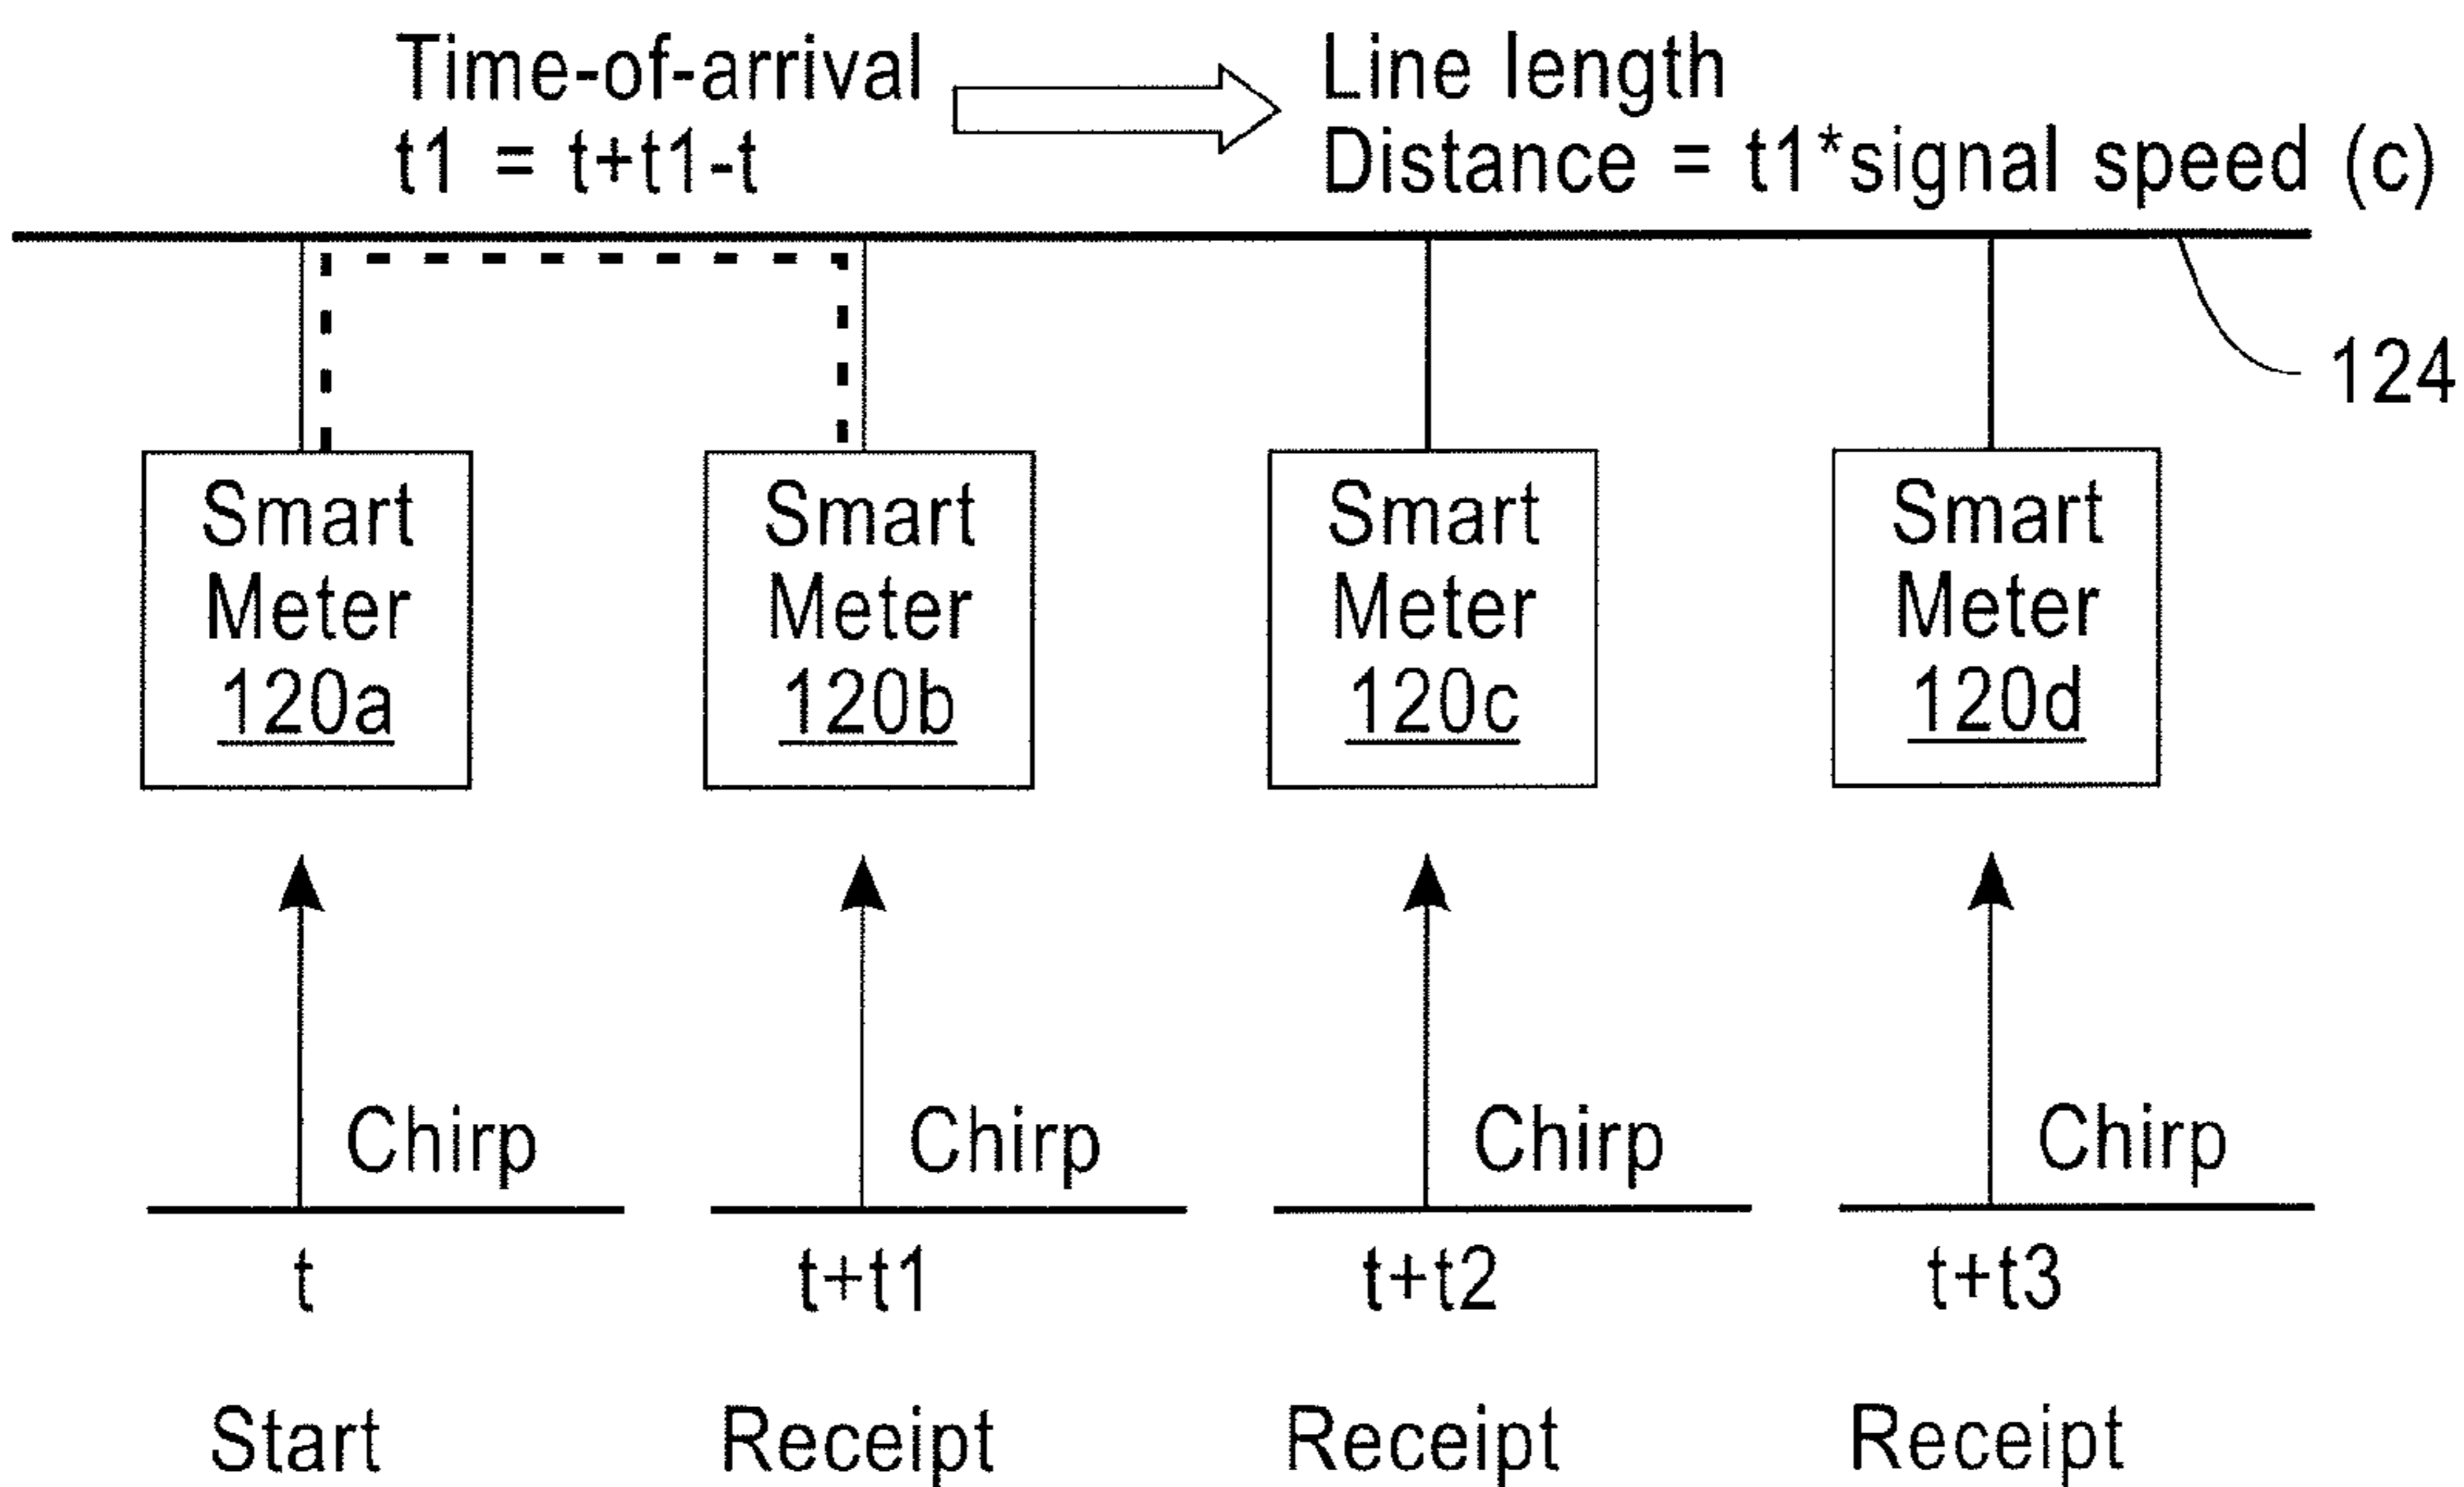 Time-of-arrival
t1 = t+t1-t
Line length
Distance = t1*signal speed (c)
124
Smart
Meter
120a
Smart
Meter
120b
Smart
Meter
120c
Smart
Meter
120d
Chirp
Chirp
Chirp
Chirp
t
t+t1
t+t2
t+t3
Start
Receipt
Receipt
Receipt